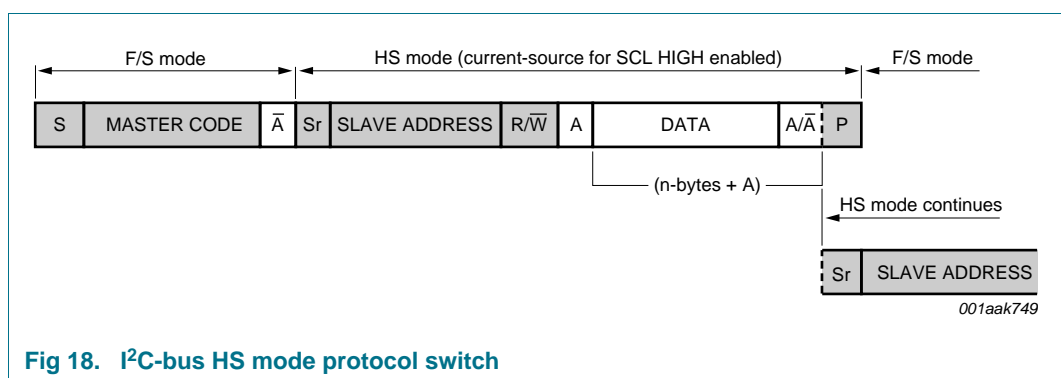 F/S mode
HS mode (current-source for SCL HIGH enabled)
F/S mode
S MASTER CODE A̅ Sr SLAVE ADDRESS R/W̅ A DATA A/A̅ P
(n-bytes + A)
HS mode continues
Sr SLAVE ADDRESS
001aak749
Fig 18. I²C-bus HS mode protocol switch